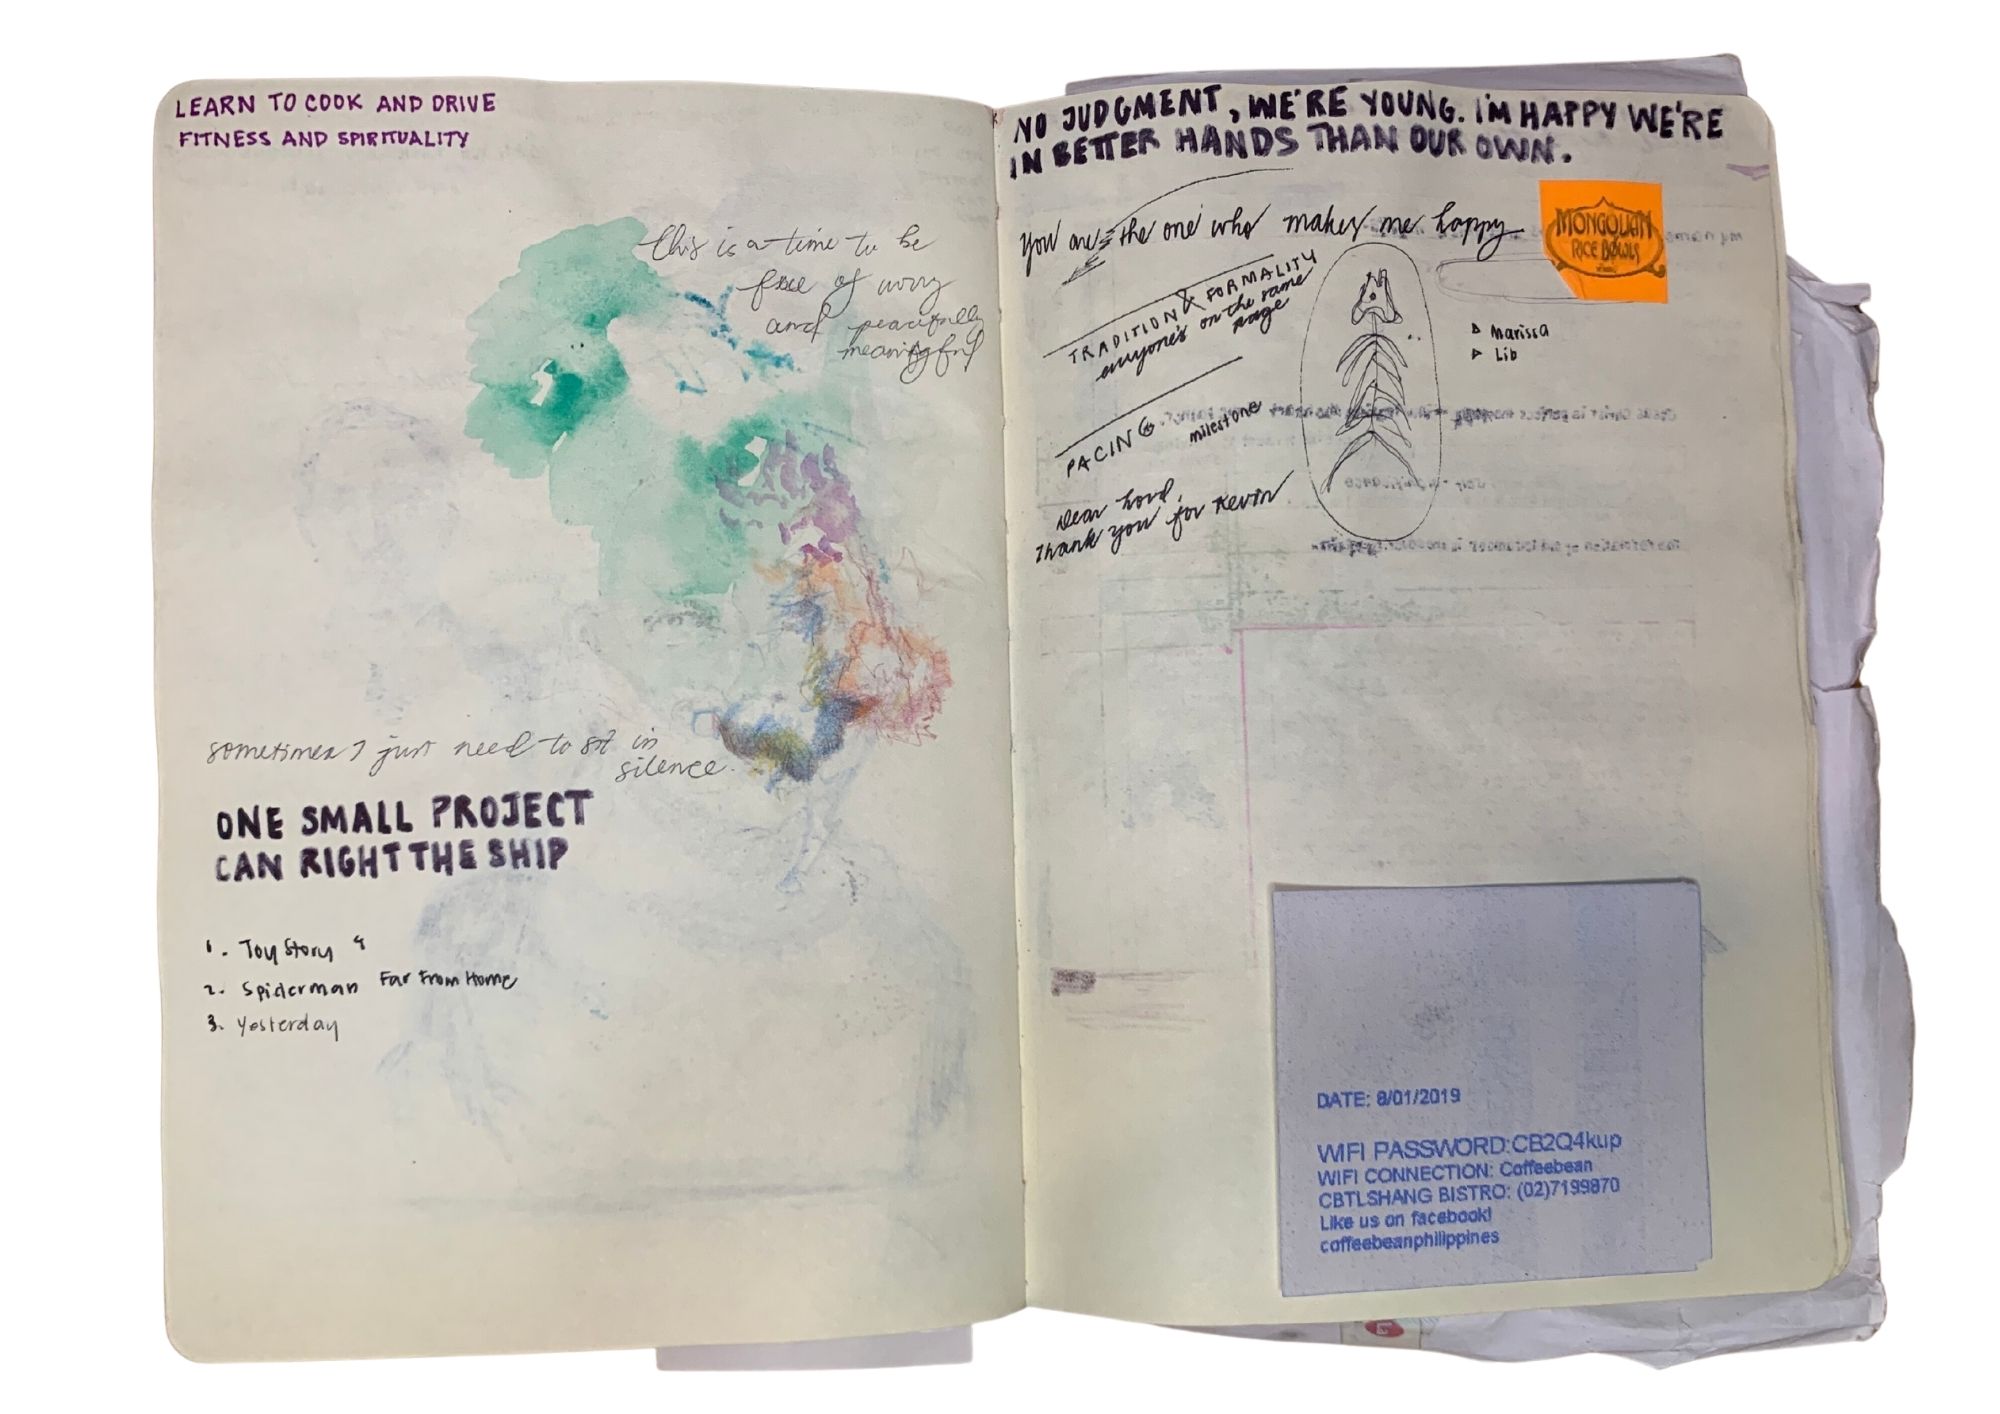 LEARN TO COOK AND DRIVE
FITNESS AND SPIRITUALITY
this is a time to be
free of worry
and peacefully
meaningful
sometimes I just need to sit in
silence.
ONE SMALL PROJECT
CAN RIGHT THE SHIP
1. Toy Story 4
2. Spiderman Far From Home
3. Yesterday
NO JUDGMENT, WE'RE YOUNG. I'M HAPPY WE'RE
IN BETTER HANDS THAN OUR OWN.
You are the one who makes me happy
MONGOLIAN
RICE BOWLS
TRADITION & FORMALITY
everyone's on the same
page
Marissa
Lib
PACING
milestone
Dear Lord,
Thank you for Kevin
DATE: 8/01/2019
WIFI PASSWORD:CB2Q4kup
WIFI CONNECTION: Coffeebean
CBTLSHANG BISTRO: (02)7199870
Like us on facebook!
coffeebeanphilippines